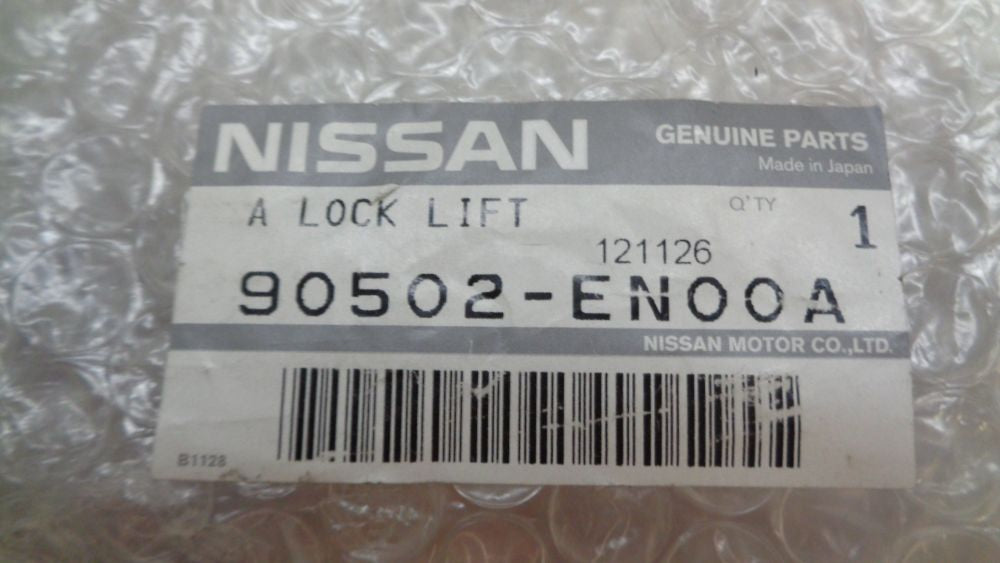 NISSAN
GENUINE PARTS
Made in Japan
A LOCK LIFT
Q'TY
1
121126
90502-EN00A
NISSAN MOTOR CO.,LTD.
B1128